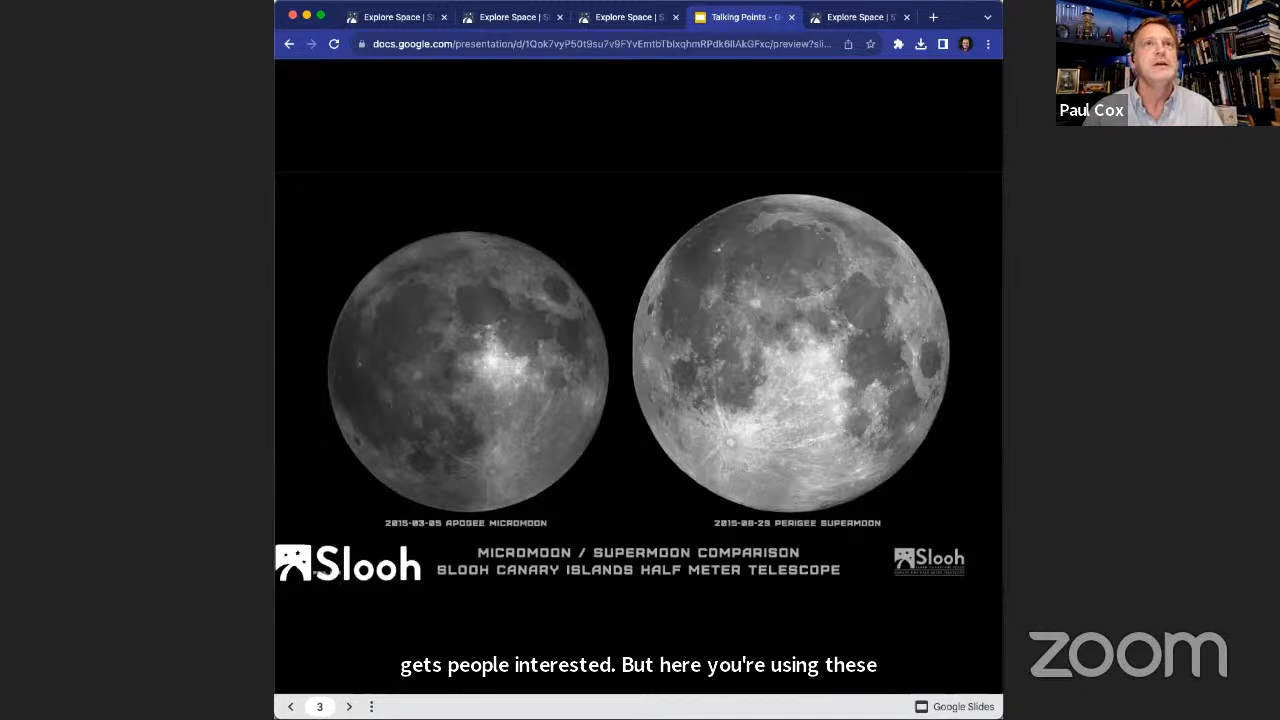 Explore Space | S
Explore Space | S
Explore Space | S
Talking Points - G
Explore Space | S
docs.google.com/presentation/d/1Qok7vyP50t9su7v9FYvEmtbTblxqhmRPdk6lIAkGFxc/preview?sli...
Paul Cox
2015-03-05 APOGEE MICROMOON
2015-08-29 PERIGEE SUPERMOON
Slooh
MICROMOON / SUPERMOON COMPARISON
SLOOH CANARY ISLANDS HALF METER TELESCOPE
Slooh
gets people interested. But here you're using these
zoom
3
Google Slides